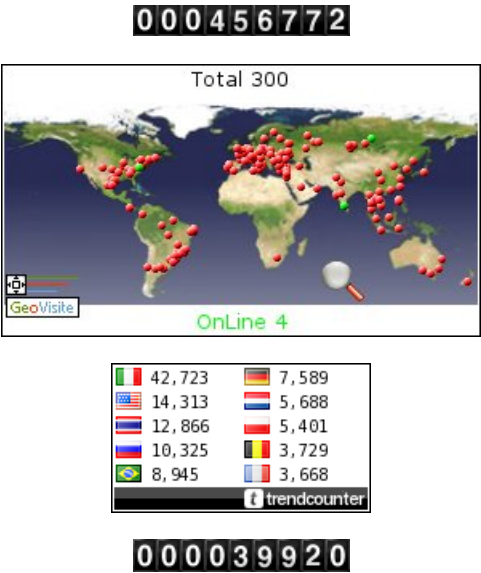 000456772
Total 300
GeoVisite
OnLine 4
42,723 7,589
14,313 5,688
12,866 5,401
10,325 3,729
8,945 3,668
t trendcounter
000039920